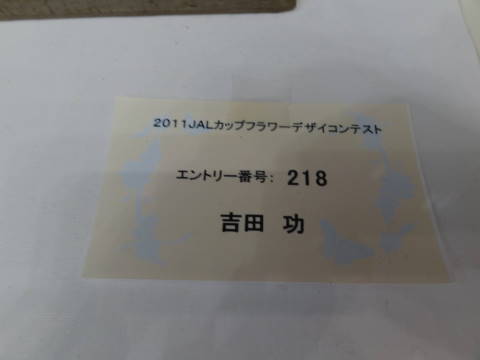 2011JALカップフラワーデザイコンテスト
エントリー番号: 218
吉田 功